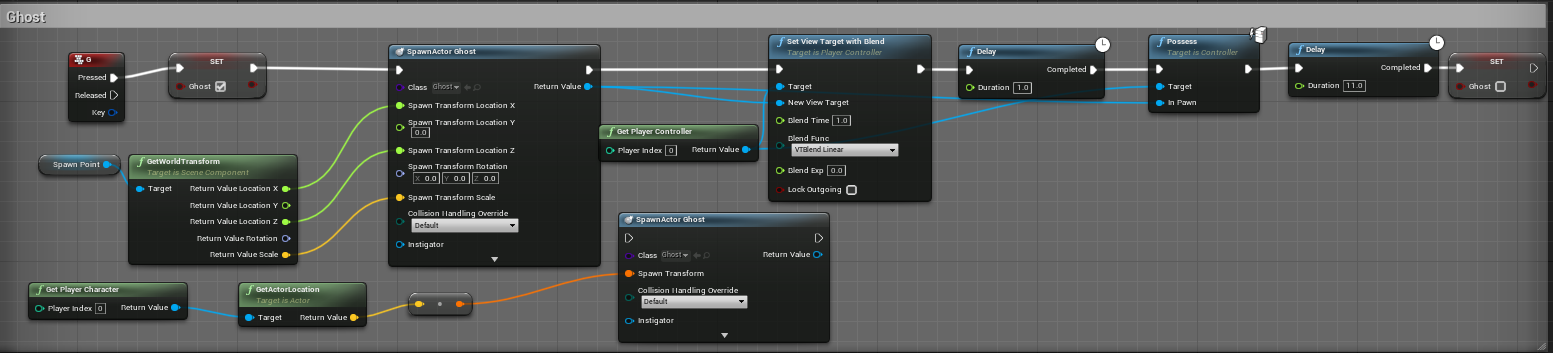 Ghost
G
Pressed
Released
Key
SET
Ghost
Spawn Point
GetWorldTransform
Target is Scene Component
Target
Return Value Location X
Return Value Location Y
Return Value Location Z
Return Value Rotation
Return Value Scale
SpawnActor Ghost
Class Ghost
Return Value
Spawn Transform Location X
Spawn Transform Location Y
0.0
Spawn Transform Location Z
Spawn Transform Rotation
X 0.0 Y 0.0 Z 0.0
Spawn Transform Scale
Collision Handling Override
Default
Instigator
Get Player Controller
Player Index 0
Return Value
Set View Target with Blend
Target is Player Controller
Target
New View Target
Blend Time 1.0
Blend Func
VTBlend Linear
Blend Exp 0.0
Lock Outgoing
Delay
Completed
Duration 1.0
Possess
Target is Controller
Target
In Pawn
Delay
Completed
Duration 11.0
SET
Ghost
Get Player Character
Player Index 0
Return Value
GetActorLocation
Target is Actor
Target
Return Value
SpawnActor Ghost
Class Ghost
Return Value
Spawn Transform
Collision Handling Override
Default
Instigator